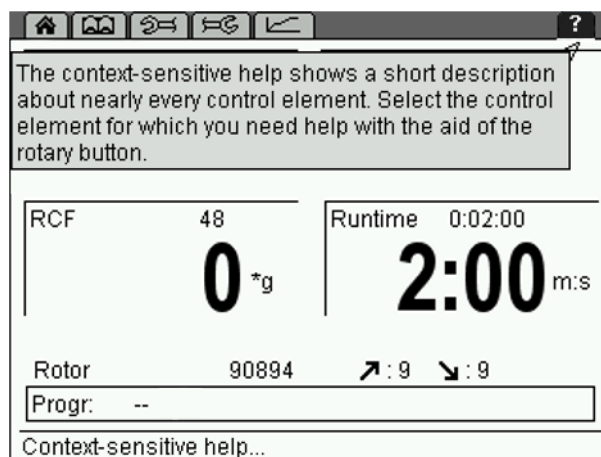 ?
The context-sensitive help shows a short description
about nearly every control element. Select the control
element for which you need help with the aid of the
rotary button.
RCF 48
0 *g
Runtime 0:02:00
2:00 m:s
Rotor 90894 ↗ : 9 ↘ : 9
Progr: --
Context-sensitive help...